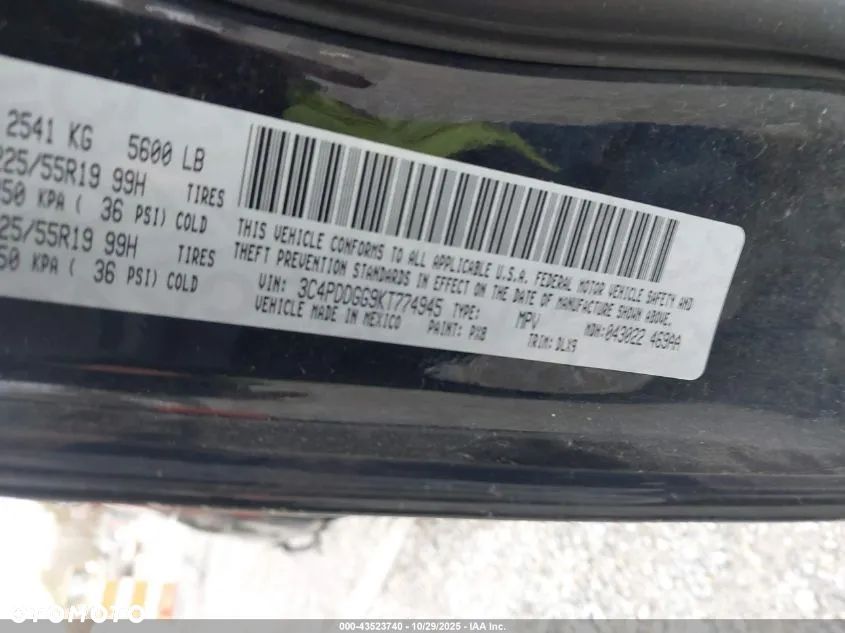 2541 KG 5600 LB
225/55R19 99H TIRES
250 KPA ( 36 PSI) COLD
225/55R19 99H TIRES
250 KPA ( 36 PSI) COLD
THIS VEHICLE CONFORMS TO ALL APPLICABLE U.S.A. FEDERAL MOTOR VEHICLE SAFETY AND
THEFT PREVENTION STANDARDS IN EFFECT ON THE DATE OF MANUFACTURE SHOWN ABOVE.
VIN: 3C4PDDGG9KT774945 TYPE: MPV MDH:043022 469AA
VEHICLE MADE IN MEXICO PAINT: PX8 TRIM:DLX9
OTOMOTO
000-43523740 | 10/29/2025 - IAA Inc.